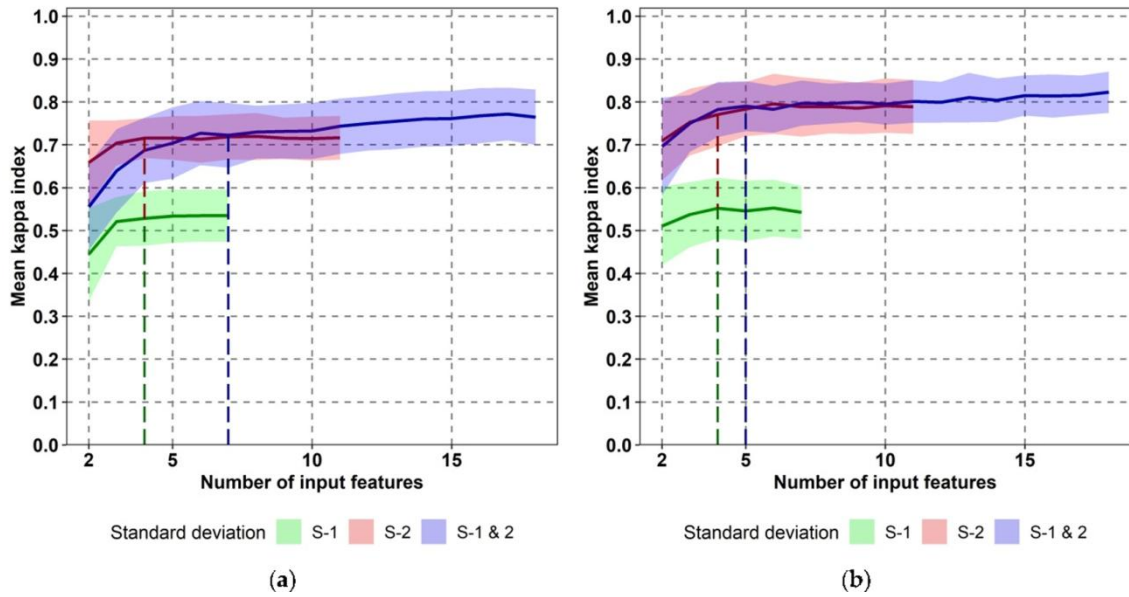 1.0
0.9
0.8
0.7
0.6
0.5
0.4
0.3
0.2
0.1
0.0
Mean kappa index
2 5 10 15
Number of input features
Standard deviation S-1 S-2 S-1 & 2
(a)
1.0
0.9
0.8
0.7
0.6
0.5
0.4
0.3
0.2
0.1
0.0
Mean kappa index
2 5 10 15
Number of input features
Standard deviation S-1 S-2 S-1 & 2
(b)